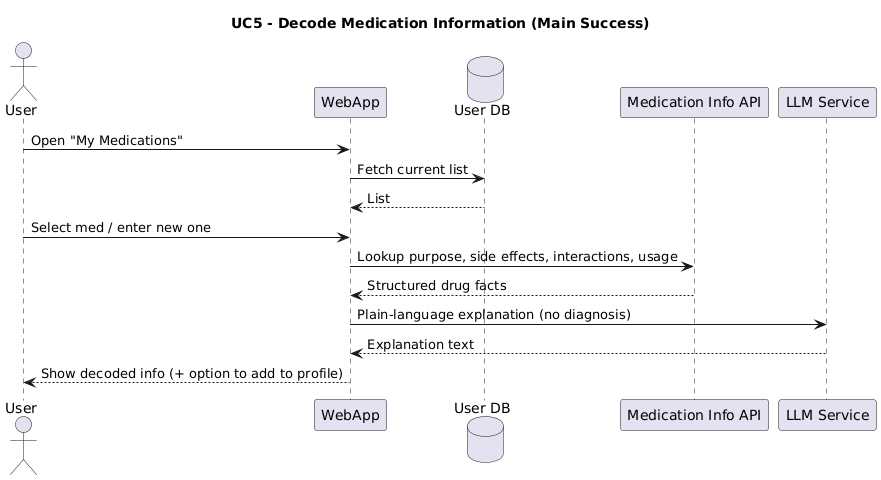 UC5 - Decode Medication Information (Main Success)
User
WebApp
User DB
Medication Info API
LLM Service
Open "My Medications"
Fetch current list
List
Select med / enter new one
Lookup purpose, side effects, interactions, usage
Structured drug facts
Plain-language explanation (no diagnosis)
Explanation text
Show decoded info (+ option to add to profile)
User
WebApp
User DB
Medication Info API
LLM Service